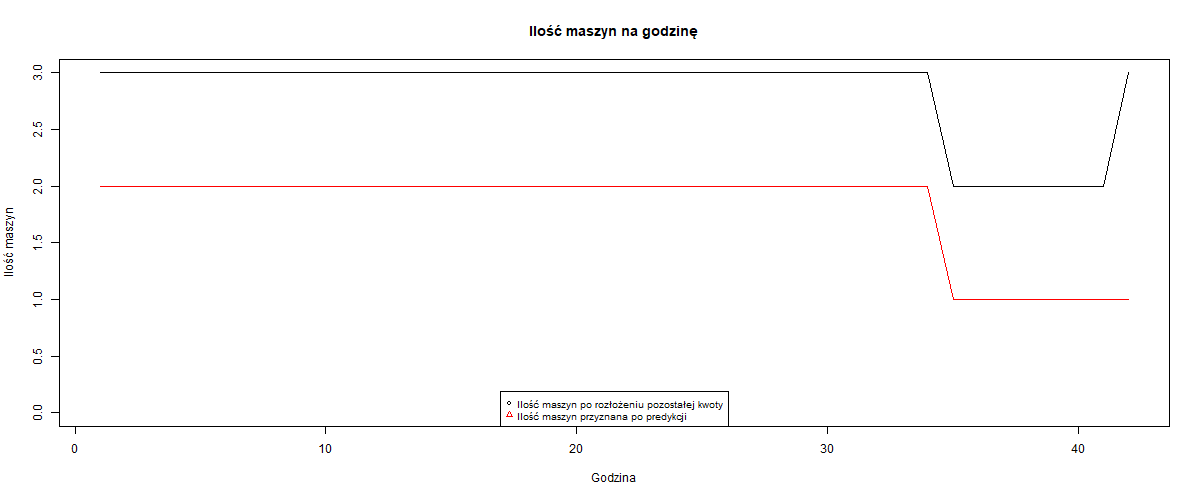 Ilość maszyn na godzinę
Ilość maszyn
3.0
2.5
2.0
1.5
1.0
0.5
0.0
Ilość maszyn po rozłożeniu pozostałej kwoty
Ilość maszyn przyznana po predykcji
0 10 20 30 40
Godzina